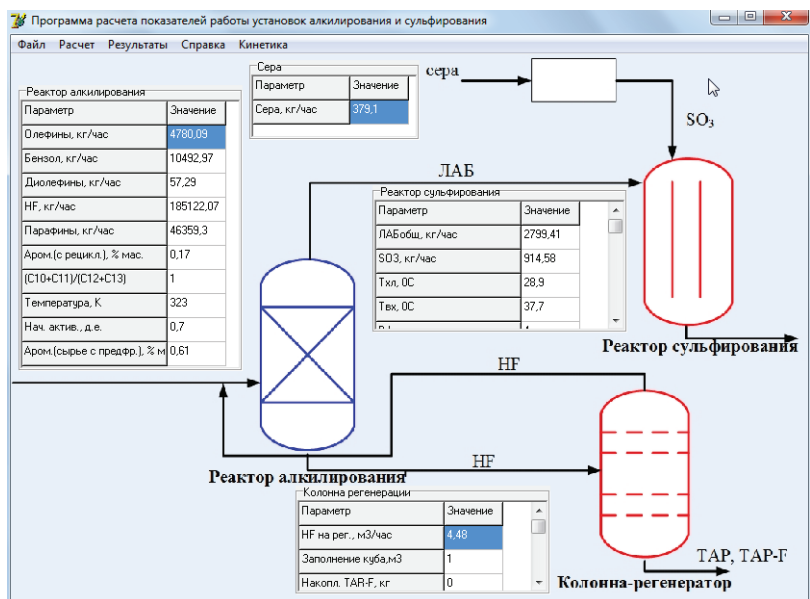 Программа расчета показателей работы установок алкилирования и сульфирования
Файл Расчет Результаты Справка Кинетика
Реактор алкилирования
Параметр Значение
Олефины, кг/час 4780,09
Бензол, кг/час 10492,97
Диолефины, кг/час 57,29
HF, кг/час 185122,07
Парафины, кг/час 46359,3
Аром.(с рецикл.), % мас. 0,17
(C10+C11)/(C12+C13) 1
Температура, К 323
Нач. актив., д.е. 0,7
Аром.(сырье с предфр.), % м 0,61
Сера
Параметр Значение
Сера, кг/час 379,1
сера
SO3
ЛАБ
Реактор сульфирования
Параметр Значение
ЛАБобщ, кг/час 2799,41
SO3, кг/час 914,58
Тхл, 0С 28,9
Твх, 0С 37,7
Реактор сульфирования
HF
Реактор алкилирования
HF
Колонна регенерации
Параметр Значение
HF на рег., м3/час 4,48
Заполнение куба,м3 1
Накопл. TAR-F, кг 0
TAP, TAP-F
Колонна-регенератор